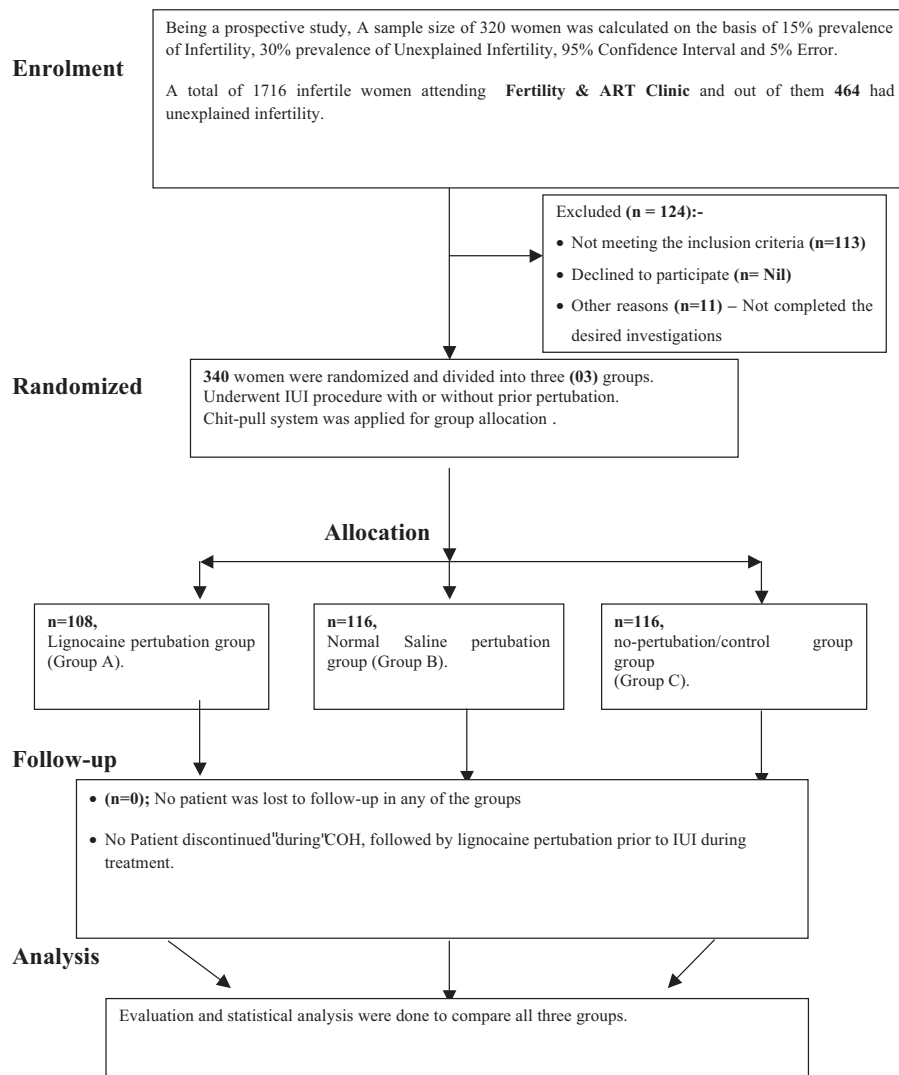 Being a prospective study, A sample size of 320 women was calculated on the basis of 15% prevalence
of Infertility, 30% prevalence of Unexplained Infertility, 95% Confidence Interval and 5% Error.
Enrolment
A total of 1716 infertile women attending Fertility & ART Clinic and out of them 464 had
unexplained infertility.
Excluded (n = 124):-
• Not meeting the inclusion criteria (n=113)
• Declined to participate (n= Nil)
• Other reasons (n=11) – Not completed the
desired investigations
Randomized
340 women were randomized and divided into three (03) groups.
Underwent IUI procedure with or without prior pertubation.
Chit-pull system was applied for group allocation .
Allocation
n=108,
Lignocaine pertubation group
(Group A).
n=116,
Normal Saline pertubation
group (Group B).
n=116,
no-pertubation/control group
group
(Group C).
Follow-up
• (n=0); No patient was lost to follow-up in any of the groups
• No Patient discontinued"during"COH, followed by lignocaine pertubation prior to IUI during
treatment.
Analysis
Evaluation and statistical analysis were done to compare all three groups.